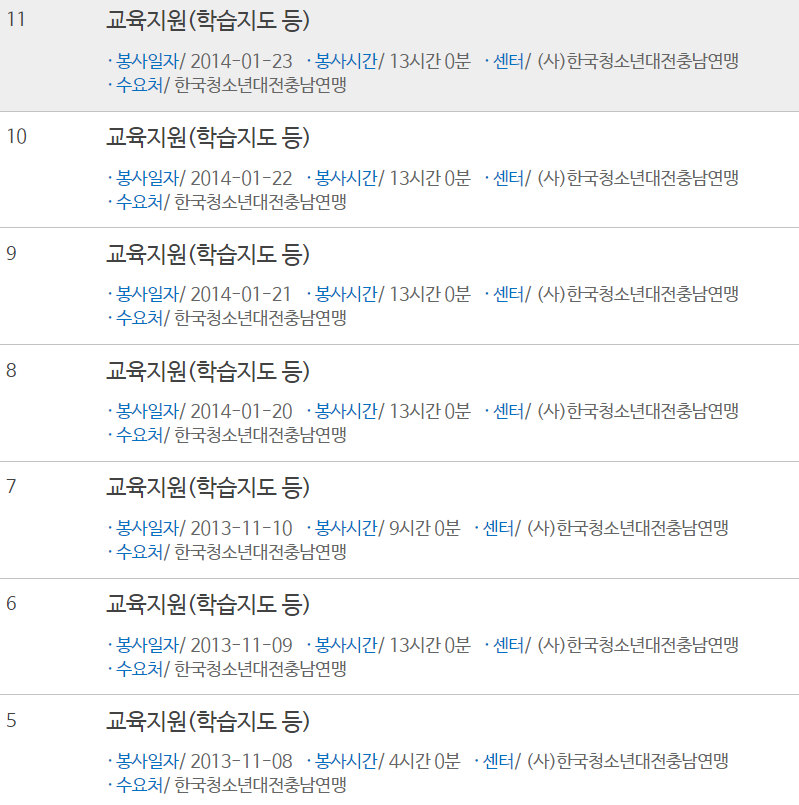 11 교육지원(학습지도 등)
· 봉사일자/ 2014-01-23 · 봉사시간/ 13시간 0분 · 센터/ (사)한국청소년대전충남연맹
· 수요처/ 한국청소년대전충남연맹
10 교육지원(학습지도 등)
· 봉사일자/ 2014-01-22 · 봉사시간/ 13시간 0분 · 센터/ (사)한국청소년대전충남연맹
· 수요처/ 한국청소년대전충남연맹
9 교육지원(학습지도 등)
· 봉사일자/ 2014-01-21 · 봉사시간/ 13시간 0분 · 센터/ (사)한국청소년대전충남연맹
· 수요처/ 한국청소년대전충남연맹
8 교육지원(학습지도 등)
· 봉사일자/ 2014-01-20 · 봉사시간/ 13시간 0분 · 센터/ (사)한국청소년대전충남연맹
· 수요처/ 한국청소년대전충남연맹
7 교육지원(학습지도 등)
· 봉사일자/ 2013-11-10 · 봉사시간/ 9시간 0분 · 센터/ (사)한국청소년대전충남연맹
· 수요처/ 한국청소년대전충남연맹
6 교육지원(학습지도 등)
· 봉사일자/ 2013-11-09 · 봉사시간/ 13시간 0분 · 센터/ (사)한국청소년대전충남연맹
· 수요처/ 한국청소년대전충남연맹
5 교육지원(학습지도 등)
· 봉사일자/ 2013-11-08 · 봉사시간/ 4시간 0분 · 센터/ (사)한국청소년대전충남연맹
· 수요처/ 한국청소년대전충남연맹